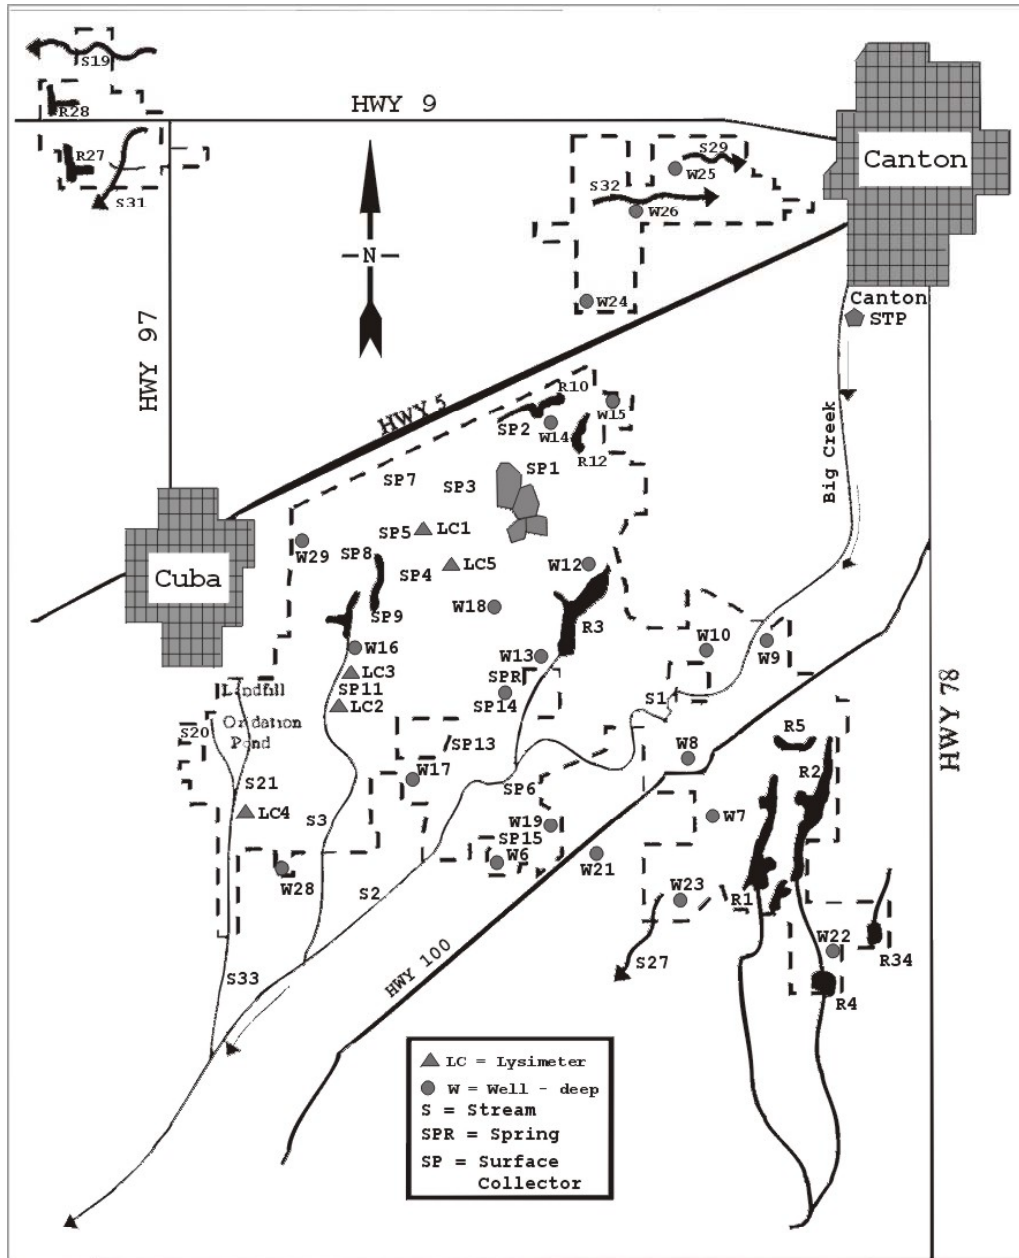 S19
HWY 9
R28
Canton
R27
S29
W25
S31
S32
W26
N
W24
Canton
STP
HWY 97
HWY 5
R10
W15
SP2
W14
R12
Big Creek
SP7
SP3
SP1
SP5
LC1
W29
SP8
Cuba
SP4
LC5
W12
SP9
W18
R3
W16
W13
W10
W9
LC3
SPR
Landfill
SP11
SP14
S1
LC2
HWY 78
S20
Oxidation
Pond
SP13
R5
W8
R2
S21
W17
SP6
LC4
S3
W19
W7
SP15
W6
W21
W28
S2
W23
R1
HWY 100
W22
S27
R34
S33
R4
LC = Lysimeter
W = Well - deep
S = Stream
SPR = Spring
SP = Surface
Collector